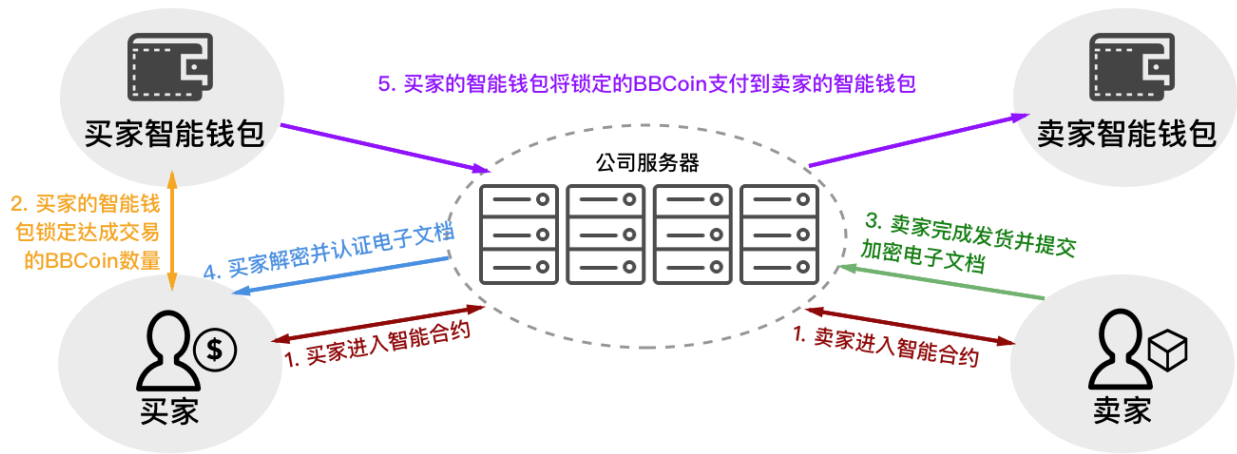 5. 买家的智能钱包将锁定的BBCoin支付到卖家的智能钱包
买家智能钱包
卖家智能钱包
公司服务器
2. 买家的智能钱
包锁定达成交易
的BBCoin数量
4. 买家解密并认证电子文档
3. 卖家完成发货并提交
加密电子文档
1. 买家进入智能合约
1. 卖家进入智能合约
$
买家
卖家